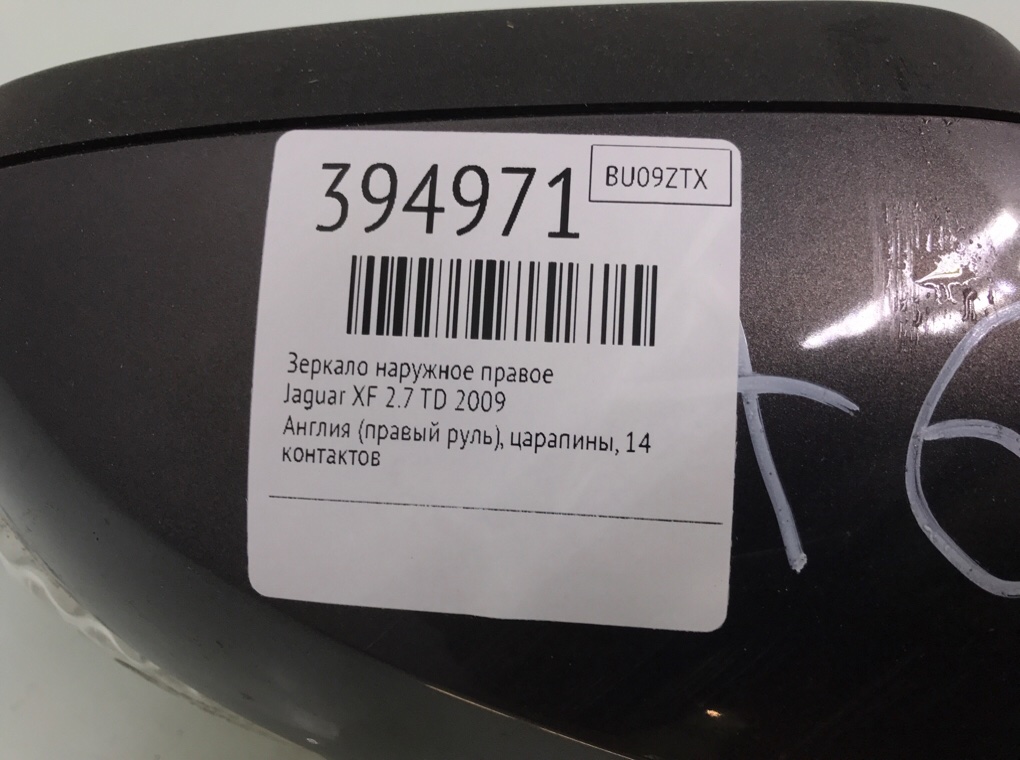 394971
BU09ZTX
Зеркало наружное правое
Jaguar XF 2.7 TD 2009
Англия (правый руль), царапины, 14
контактов